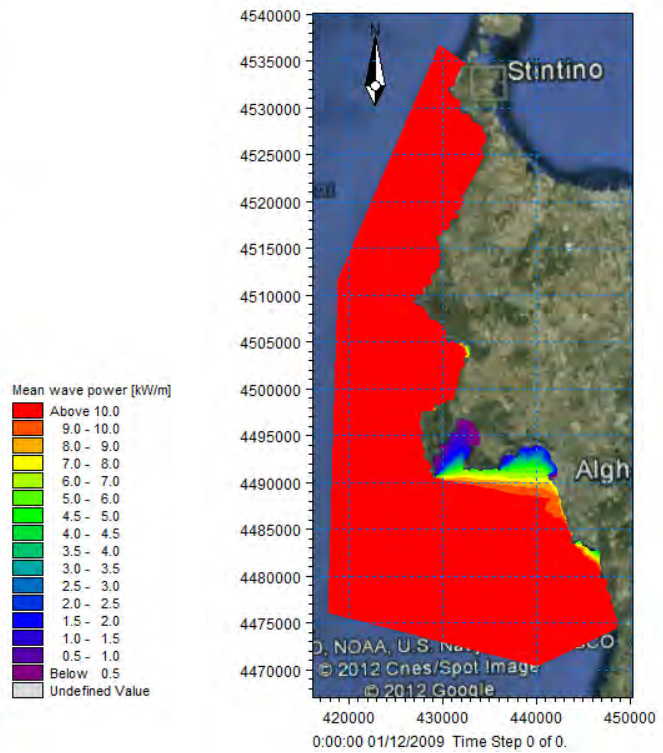 4540000
4535000
4530000
4525000
4520000
4515000
4510000
4505000
4500000
4495000
4490000
4485000
4480000
4475000
4470000
N
Stintino
Algh
Mean wave power [kW/m]
Above 10.0
9.0 - 10.0
8.0 - 9.0
7.0 - 8.0
6.0 - 7.0
5.0 - 6.0
4.5 - 5.0
4.0 - 4.5
3.5 - 4.0
3.0 - 3.5
2.5 - 3.0
2.0 - 2.5
1.5 - 2.0
1.0 - 1.5
0.5 - 1.0
Below 0.5
Undefined Value
O, NOAA, U.S. Navy CO
© 2012 Cnes/Spot Image
© 2012 Google
420000 430000 440000 450000
0:00:00 01/12/2009 Time Step 0 of 0.